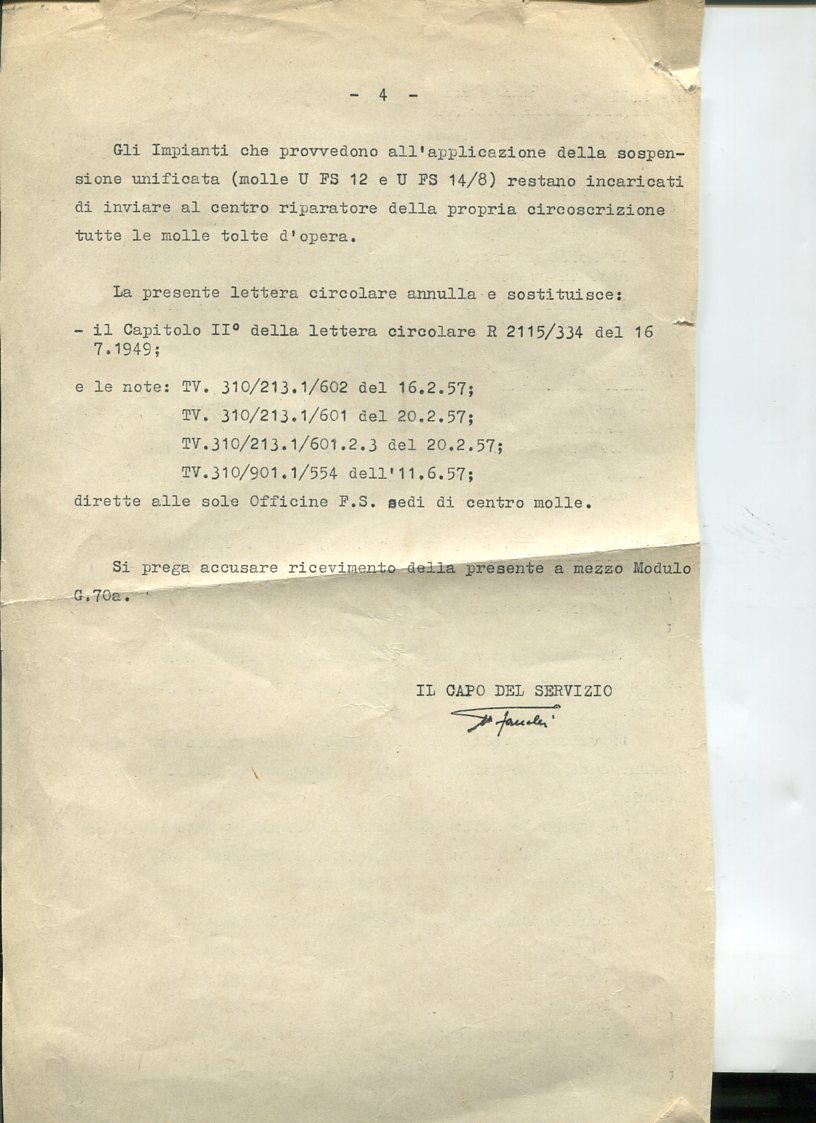 - 4 -
Gli Impianti che provvedono all'applicazione della sospen-
sione unificata (molle U FS 12 e U FS 14/8) restano incaricati
di inviare al centro riparatore della propria circoscrizione
tutte le molle tolte d'opera.
La presente lettera circolare annulla e sostituisce:
- il Capitolo II° della lettera circolare R 2115/334 del 16
7.1949;
e le note: TV. 310/213.1/602 del 16.2.57;
TV. 310/213.1/601 del 20.2.57;
TV.310/213.1/601.2.3 del 20.2.57;
TV.310/901.1/554 dell'11.6.57;
dirette alle sole Officine F.S. sedi di centro molle.
Si prega accusare ricevimento della presente a mezzo Modulo
G.70a.
IL CAPO DEL SERVIZIO